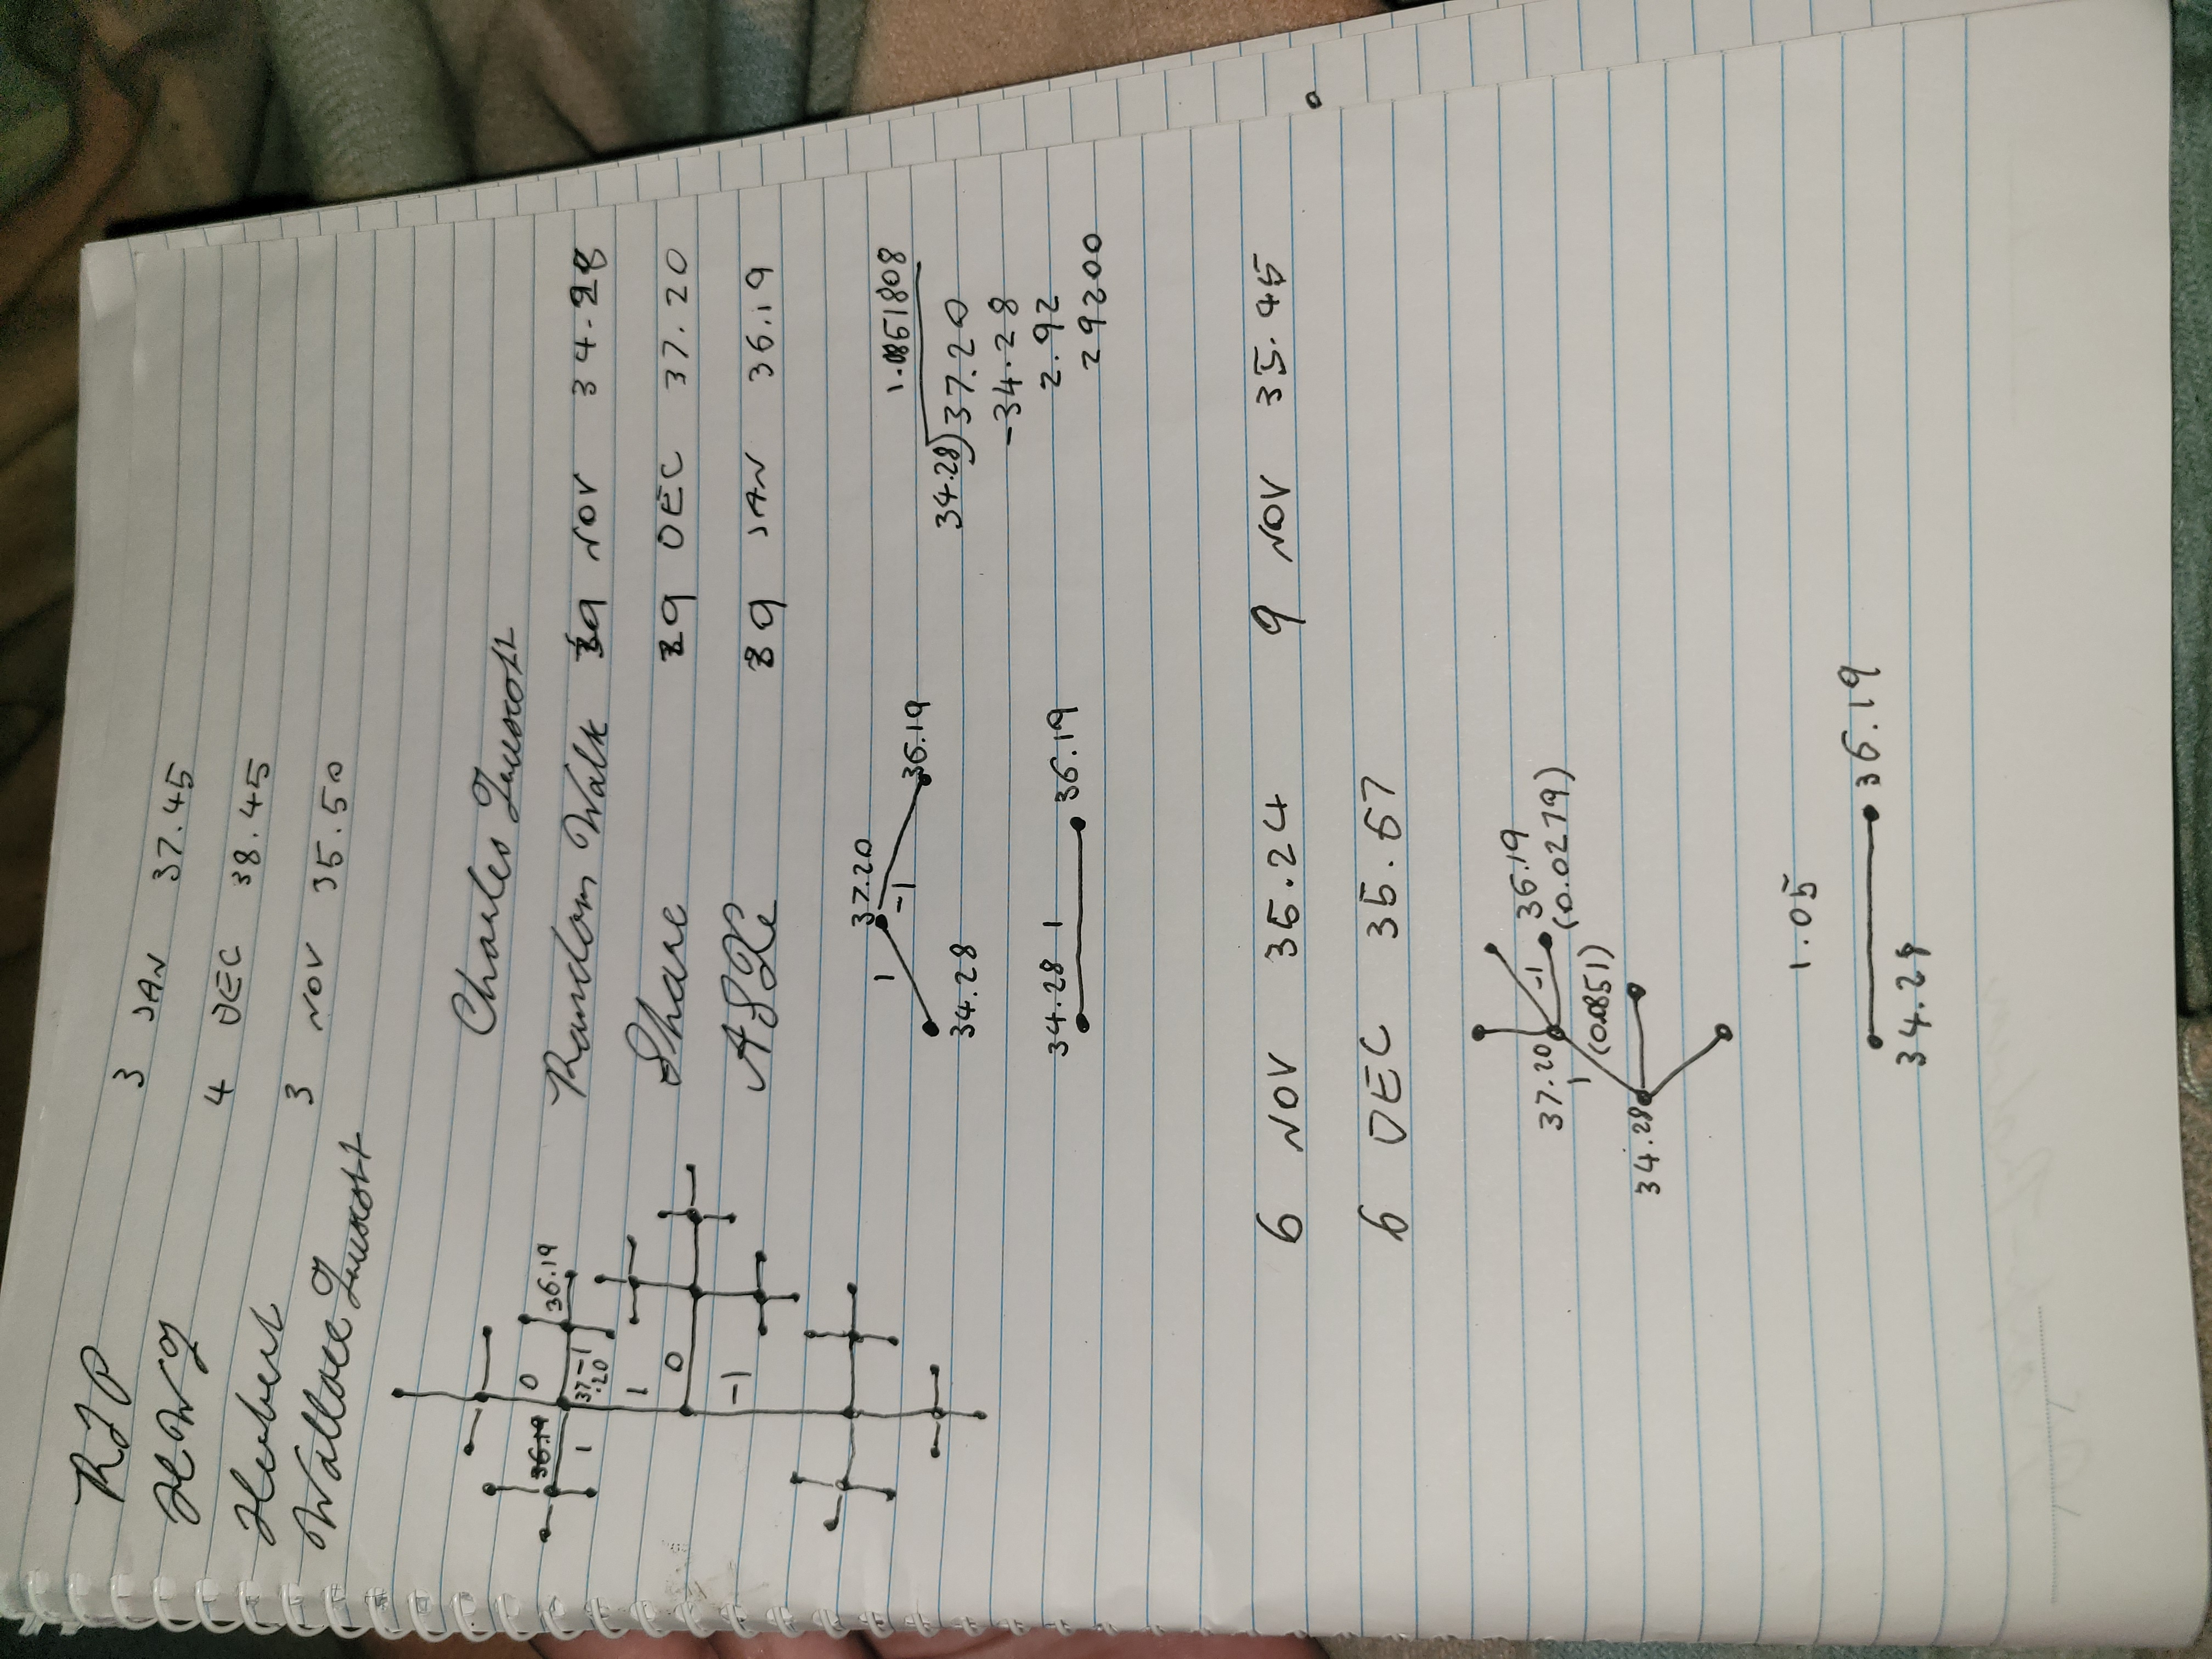 RIP
HWT
Herbert
Wallace Truscott
3 JAN 37.45
4 DEC 38.45
3 NOV 35.50
Charles Truscott
Random Walk 9 NOV 34.28
Share 9 DEC 37.20
ASX 9 JAN 36.19
0
36.19
36.19
1
37.20
-1
1
0
-1
37.20
1
-1
36.19
34.28
1.0851808
34.28)37.20
-34.28
2.92
29200
34.28 1 36.19
6 NOV 35.24 9 NOV 35.45
6 DEC 35.67
37.20
-1
36.19
(0.0279)
1
(0.0851)
34.28
1.05
36.19
34.28